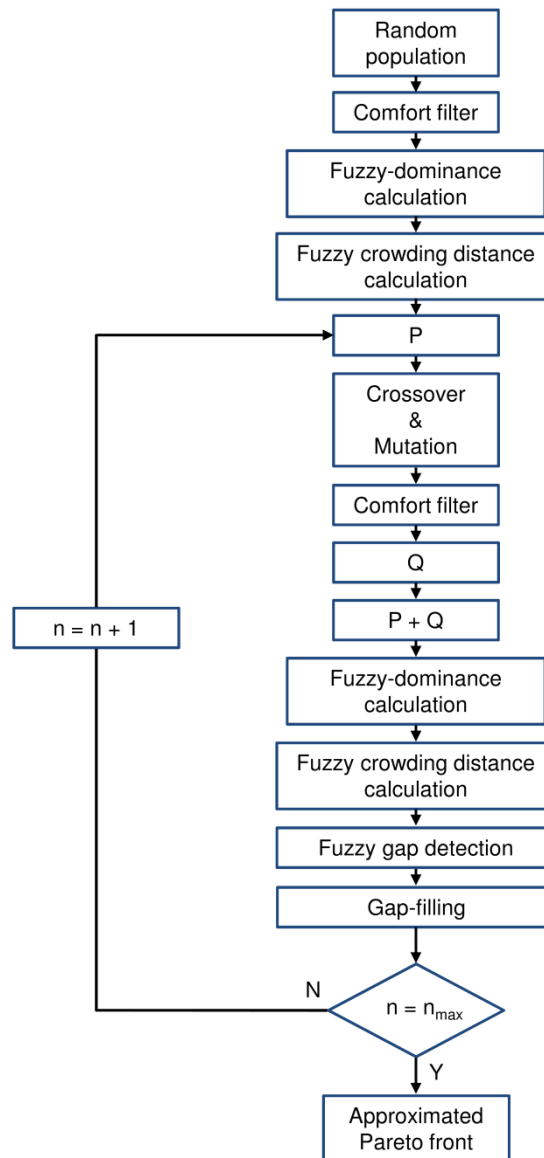 Random
population
Comfort filter
Fuzzy-dominance
calculation
Fuzzy crowding distance
calculation
P
Crossover
&
Mutation
Comfort filter
Q
n = n + 1
P + Q
Fuzzy-dominance
calculation
Fuzzy crowding distance
calculation
Fuzzy gap detection
Gap-filling
N
n = nmax
Y
Approximated
Pareto front